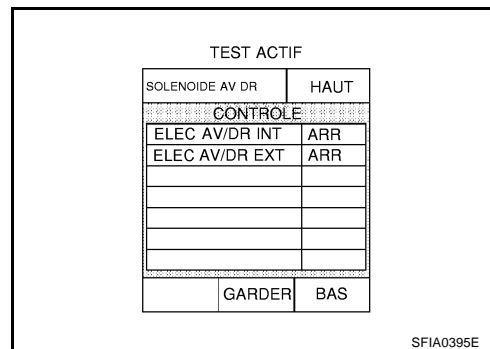 TEST ACTIF
SOLENOIDE AV DR HAUT
CONTROLE
ELEC AV/DR INT ARR
ELEC AV/DR EXT ARR
GARDER BAS
SFIA0395E